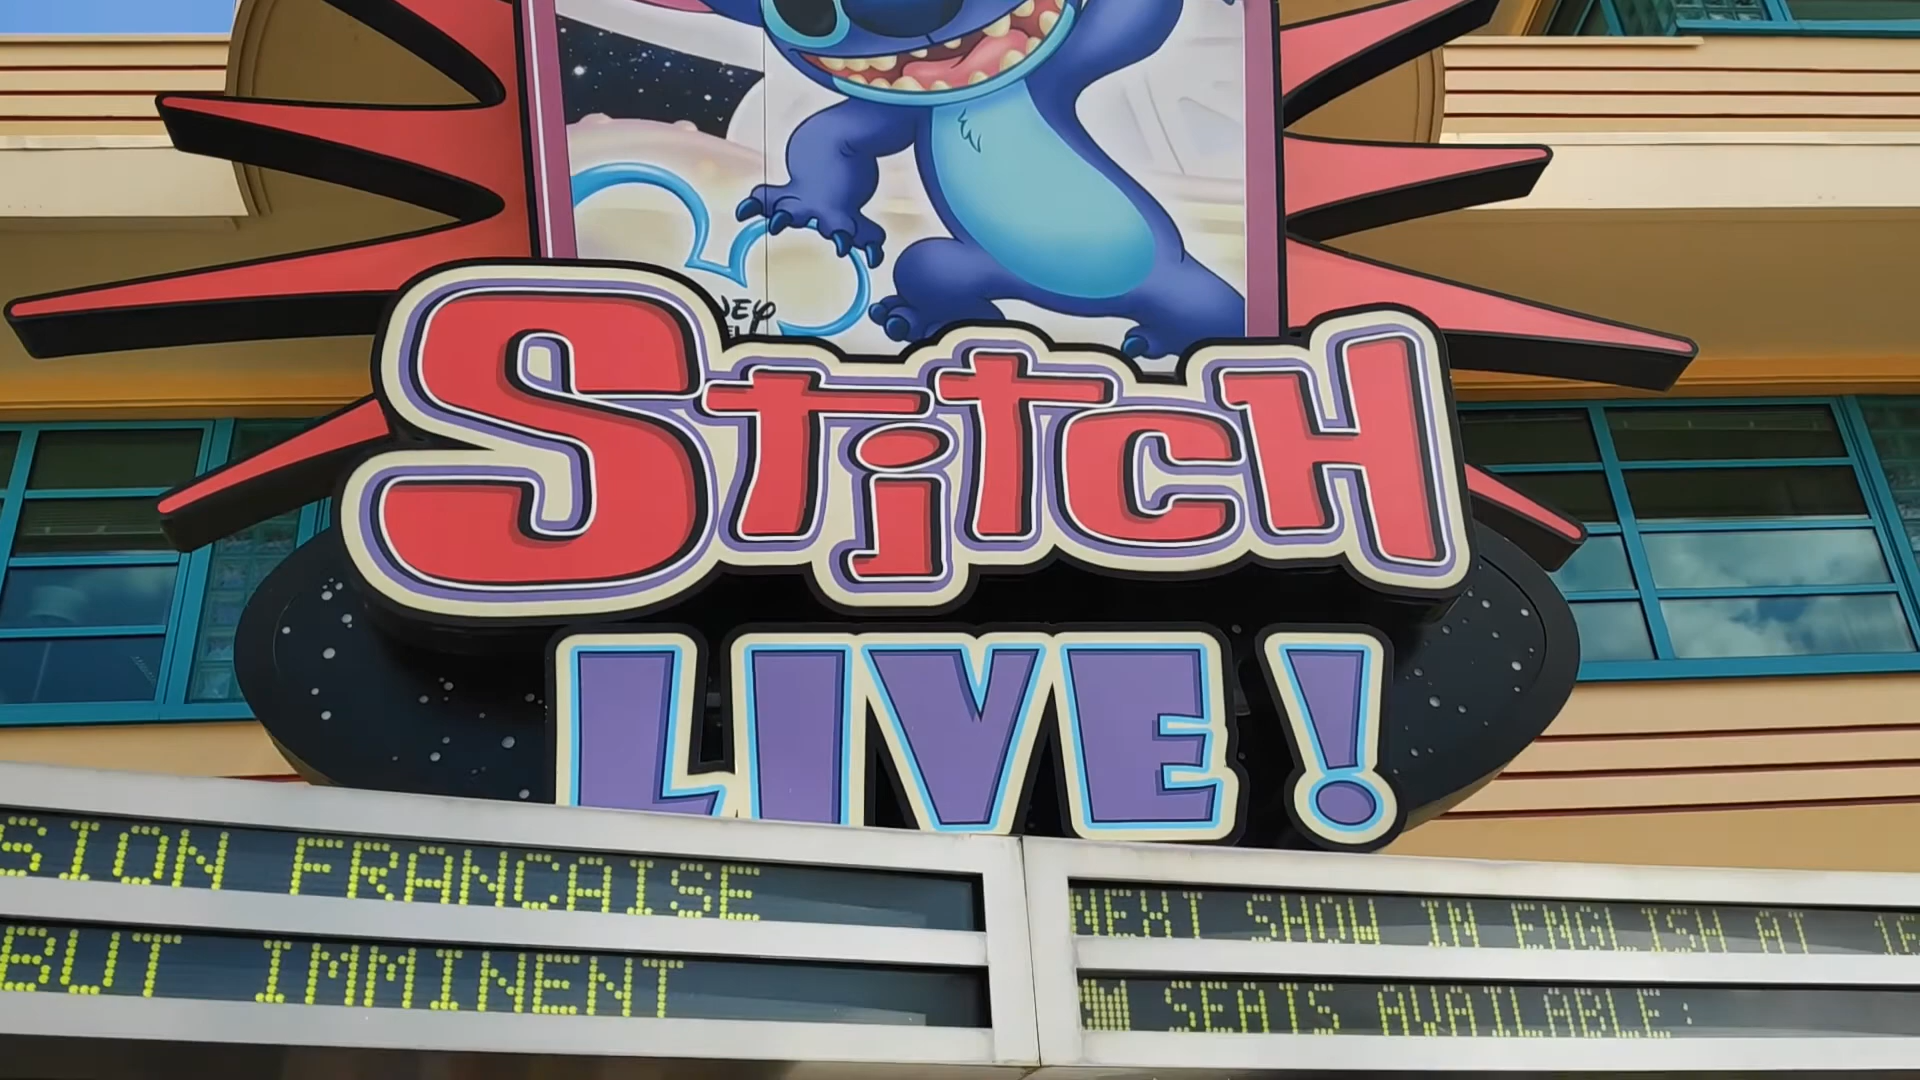 Stitch
LIVE!
SION FRANCAISE
BUT IMMINENT
NEXT SHOW IN ENGLISH AT
SEATS AVAILABLE: